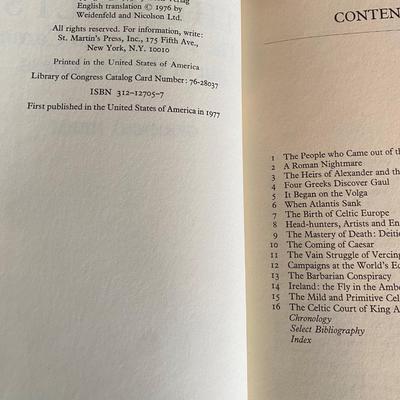 English translation © 1976 by
Weidenfeld and Nicolson Ltd.
All rights reserved. For information, write:
St. Martin's Press, Inc., 175 Fifth Ave.,
New York, N.Y. 10010
Printed in the United States of America
Library of Congress Catalog Card Number: 76-28037
ISBN 312-12705-7
First published in the United States of America in 1977
CONTEN
1 The People who Came out of th
2 A Roman Nightmare
3 The Heirs of Alexander and th
4 Four Greeks Discover Gaul
5 It Began on the Volga
6 When Atlantis Sank
7 The Birth of Celtic Europe
8 Head-hunters, Artists and En
9 The Mastery of Death: Deitie
10 The Coming of Caesar
11 The Vain Struggle of Vercing
12 Campaigns at the World's Ed
13 The Barbarian Conspiracy
14 Ireland: the Fly in the Ambe
15 The Mild and Primitive Cel
16 The Celtic Court of King A
Chronology
Select Bibliography
Index